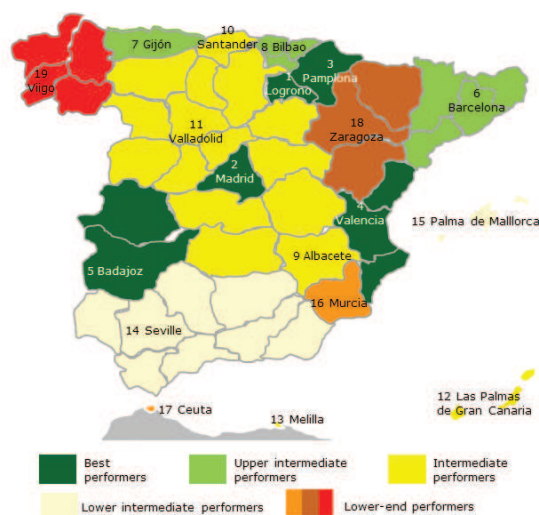 10
Santander
7 Gijón
8 Bilbao
3
Pamplona
1
Logroño
19
Viigo
6
Barcelona
11
Valladolid
18
Zaragoza
2
Madrid
4
Valencia
15 Palma de Malllorca
5 Badajoz
9 Albacete
16 Murcia
14 Seville
12 Las Palmas
de Gran Canaria
17 Ceuta
13 Melilla
Best
performers
Upper intermediate
performers
Intermediate
performers
Lower intermediate performers
Lower-end performers